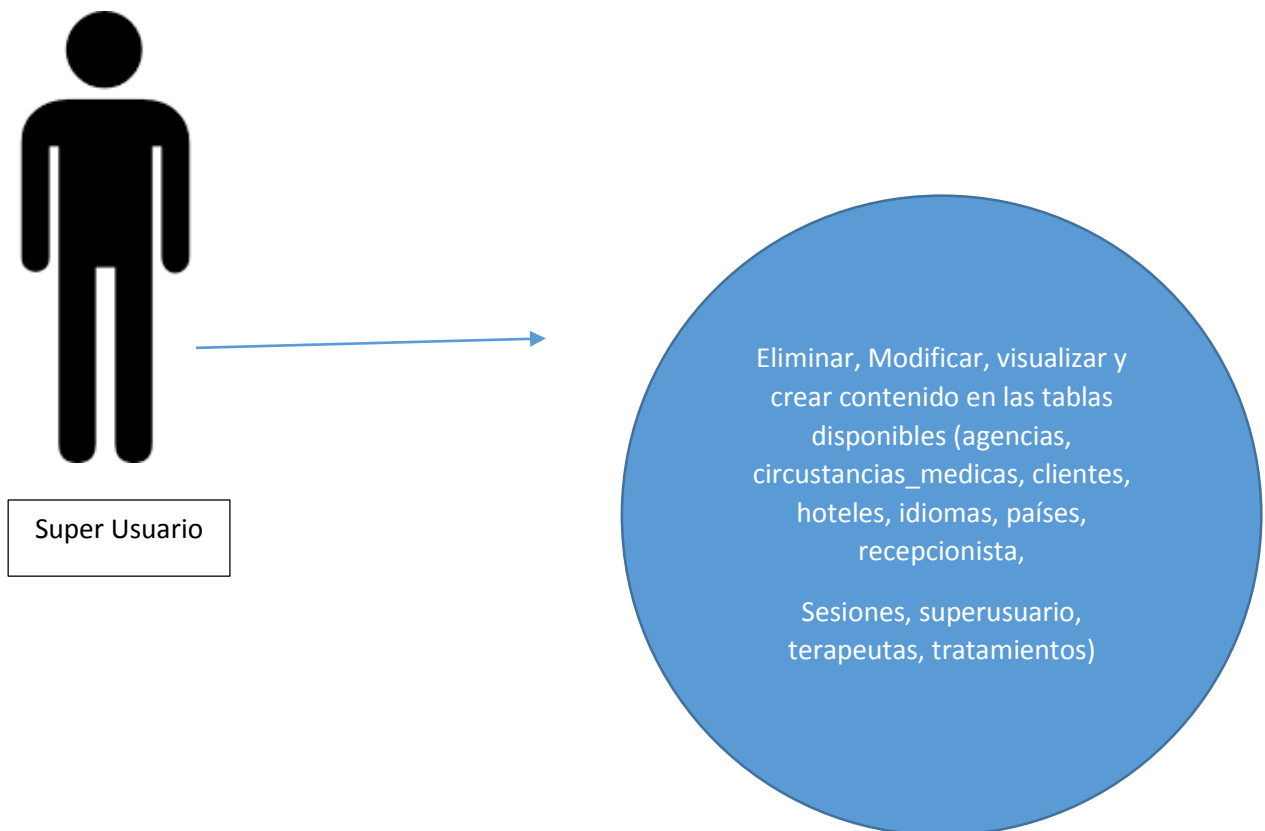 Super Usuario
Eliminar, Modificar, visualizar y
crear contenido en las tablas
disponibles (agencias,
circustancias_medicas, clientes,
hoteles, idiomas, países,
recepcionista,
Sesiones, superusuario,
terapeutas, tratamientos)